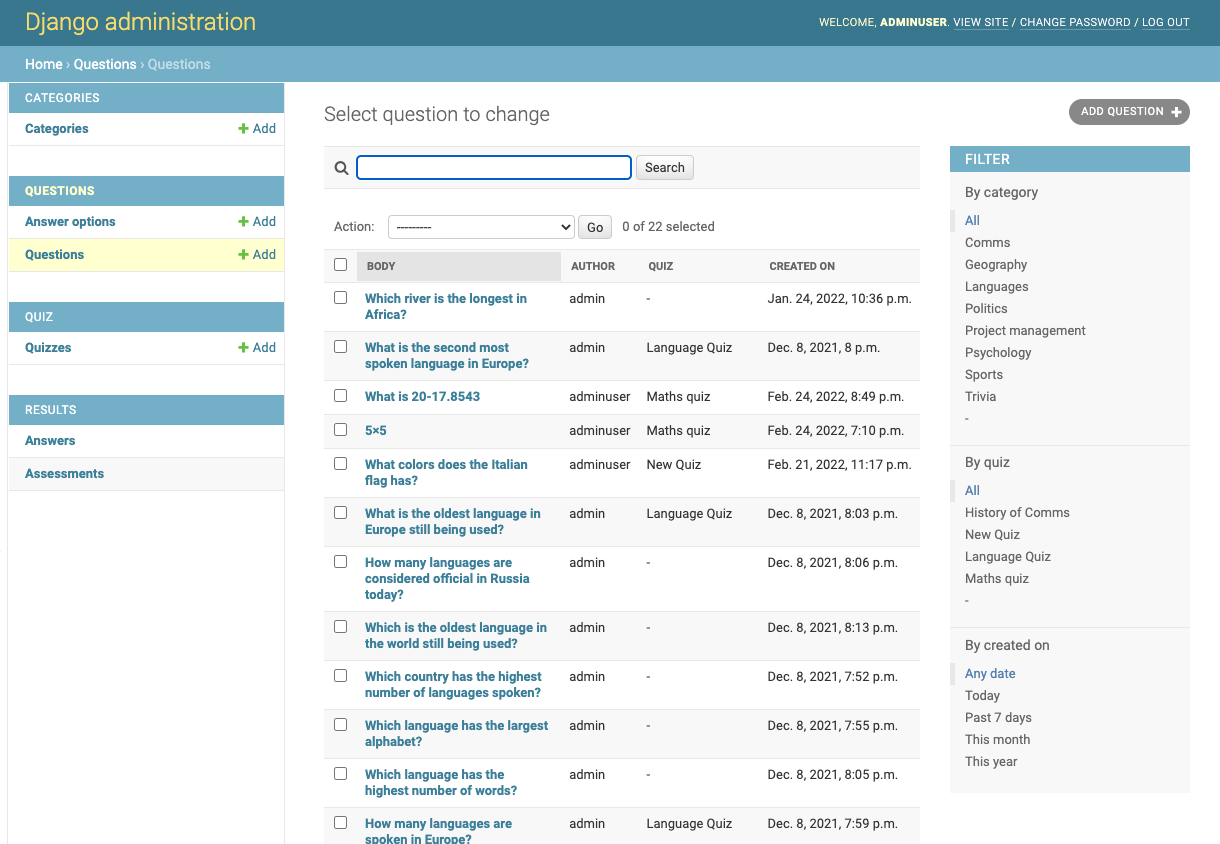 Django administration
WELCOME, ADMINUSER. VIEW SITE / CHANGE PASSWORD / LOG OUT
Home › Questions › Questions
CATEGORIES
Categories
Add
QUESTIONS
Answer options
Add
Questions
Add
QUIZ
Quizzes
Add
RESULTS
Answers
Assessments
Select question to change
ADD QUESTION
Search
Action: --------- Go 0 of 22 selected
BODY AUTHOR QUIZ CREATED ON
Which river is the longest in admin - Jan. 24, 2022, 10:36 p.m.
Africa?
What is the second most admin Language Quiz Dec. 8, 2021, 8 p.m.
spoken language in Europe?
What is 20-17.8543 adminuser Maths quiz Feb. 24, 2022, 8:49 p.m.
5×5 adminuser Maths quiz Feb. 24, 2022, 7:10 p.m.
What colors does the Italian adminuser New Quiz Feb. 21, 2022, 11:17 p.m.
flag has?
What is the oldest language in admin Language Quiz Dec. 8, 2021, 8:03 p.m.
Europe still being used?
How many languages are admin - Dec. 8, 2021, 8:06 p.m.
considered official in Russia
today?
Which is the oldest language in admin - Dec. 8, 2021, 8:13 p.m.
the world still being used?
Which country has the highest admin - Dec. 8, 2021, 7:52 p.m.
number of languages spoken?
Which language has the largest admin - Dec. 8, 2021, 7:55 p.m.
alphabet?
Which language has the admin - Dec. 8, 2021, 8:05 p.m.
highest number of words?
How many languages are admin Language Quiz Dec. 8, 2021, 7:59 p.m.
spoken in Europe?
FILTER
By category
All
Comms
Geography
Languages
Politics
Project management
Psychology
Sports
Trivia
-
By quiz
All
History of Comms
New Quiz
Language Quiz
Maths quiz
-
By created on
Any date
Today
Past 7 days
This month
This year